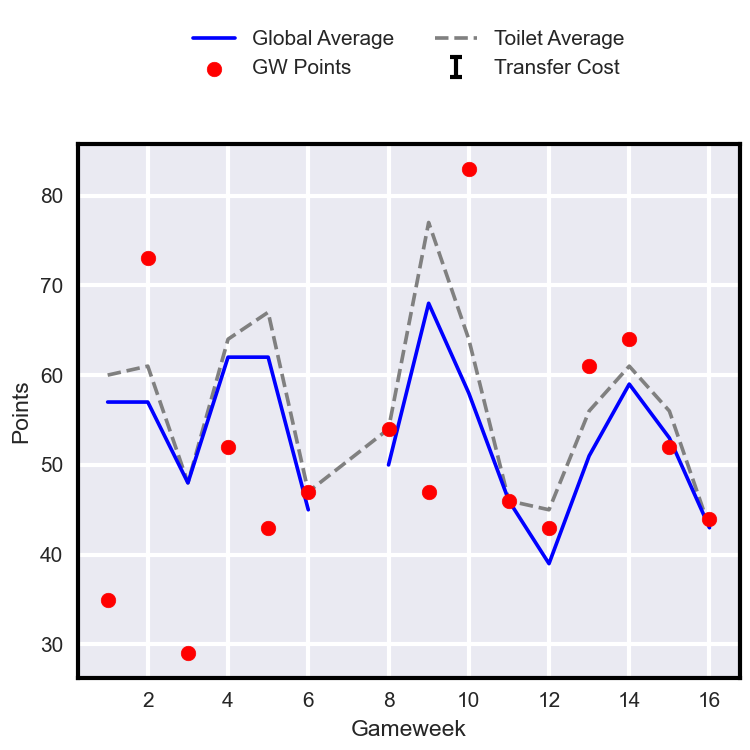 Global Average
Toilet Average
GW Points
Transfer Cost
80
70
60
50
40
30
Points
2 4 6 8 10 12 14 16
Gameweek